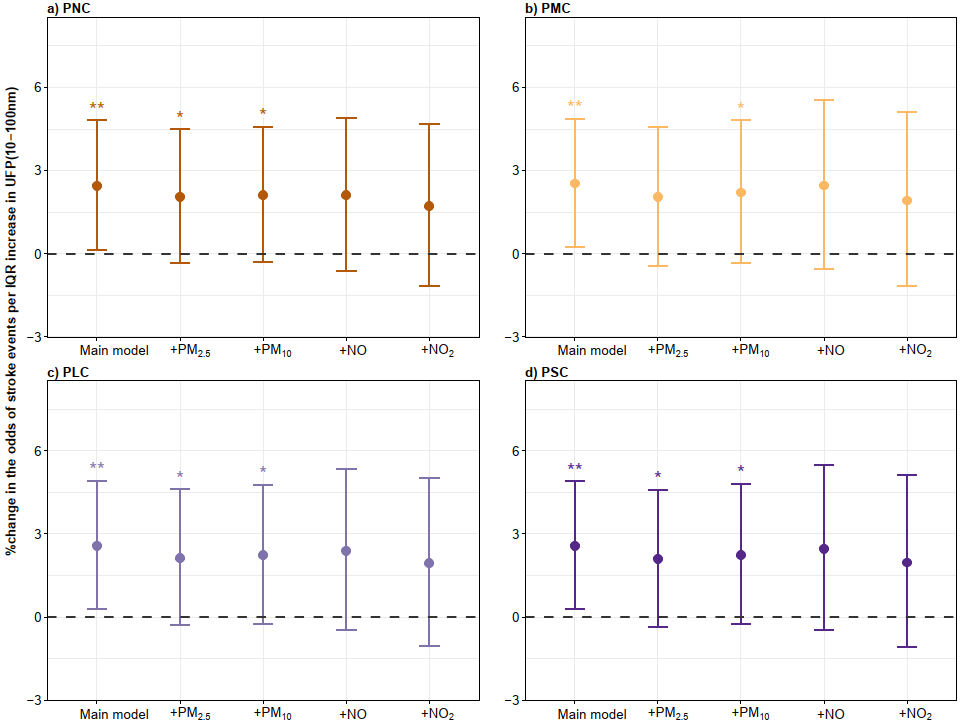 %change in the odds of stroke events per IQR increase in UFP(10−100nm)
a) PNC
6
3
0
−3
** * *
Main model +PM2.5 +PM10 +NO +NO2
b) PMC
6
3
0
−3
** *
Main model +PM2.5 +PM10 +NO +NO2
c) PLC
6
3
0
−3
** * *
Main model +PM2.5 +PM10 +NO +NO2
d) PSC
6
3
0
−3
** * *
Main model +PM2.5 +PM10 +NO +NO2